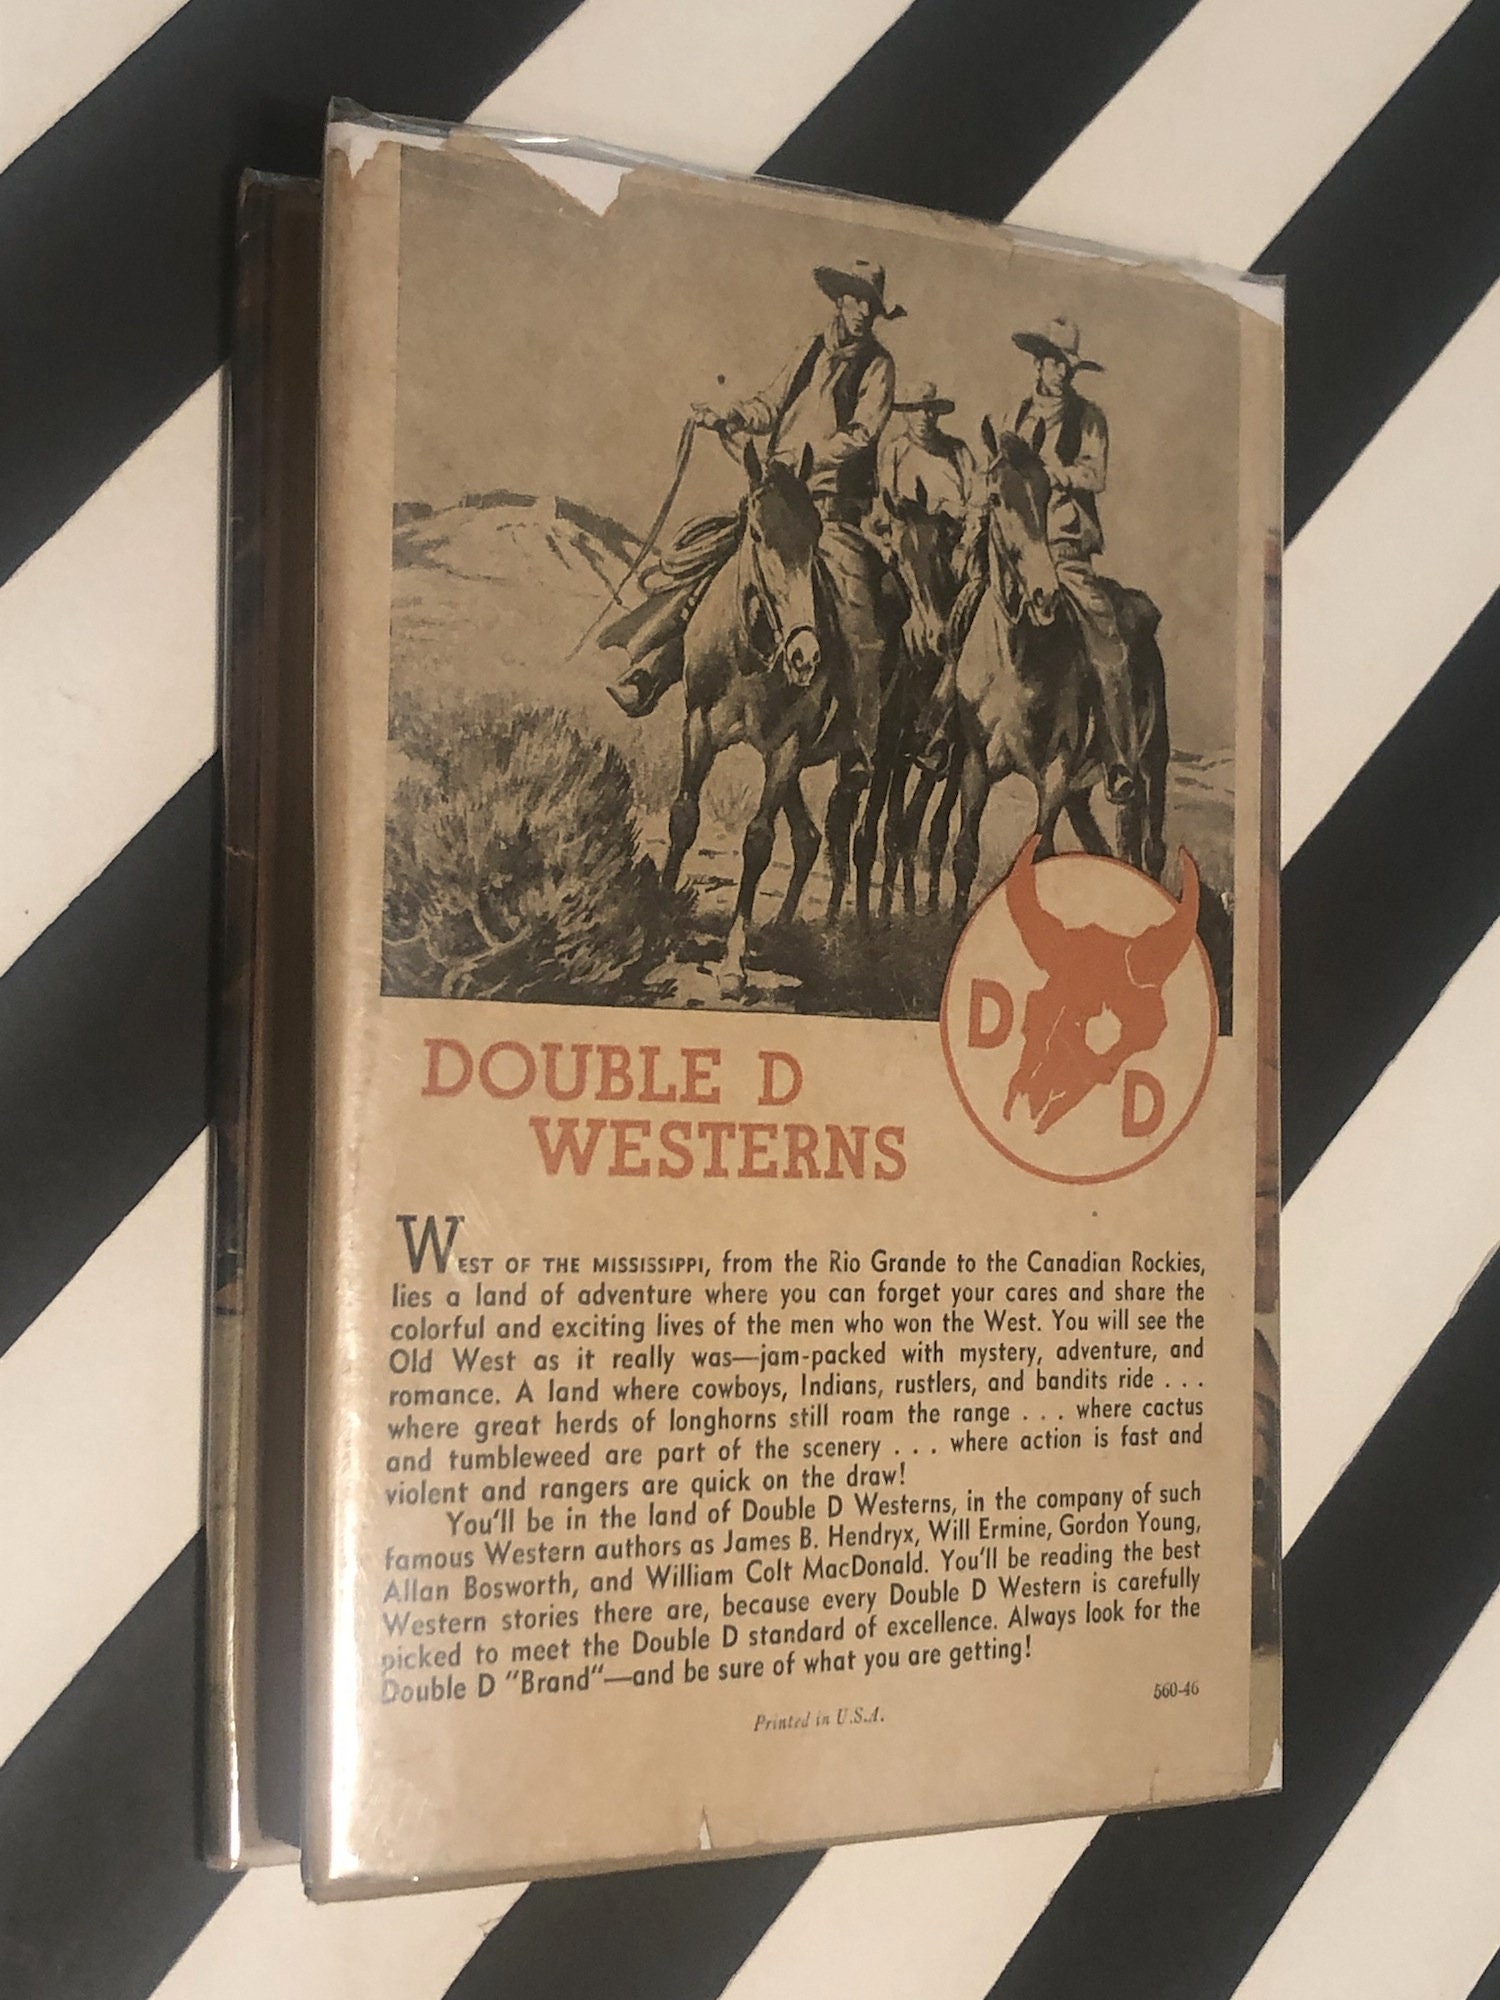 D
D
DOUBLE D
WESTERNS
WEST OF THE MISSISSIPPI, from the Rio Grande to the Canadian Rockies,
lies a land of adventure where you can forget your cares and share the
colorful and exciting lives of the men who won the West. You will see the
Old West as it really was—jam-packed with mystery, adventure, and
romance. A land where cowboys, Indians, rustlers, and bandits ride . . .
where great herds of longhorns still roam the range . . . where cactus
and tumbleweed are part of the scenery . . . where action is fast and
violent and rangers are quick on the draw!
You'll be in the land of Double D Westerns, in the company of such
famous Western authors as James B. Hendryx, Will Ermine, Gordon Young,
Allan Bosworth, and William Colt MacDonald. You'll be reading the best
Western stories there are, because every Double D Western is carefully
picked to meet the Double D standard of excellence. Always look for the
Double D "Brand"—and be sure of what you are getting!
560-46
Printed in U.S.A.